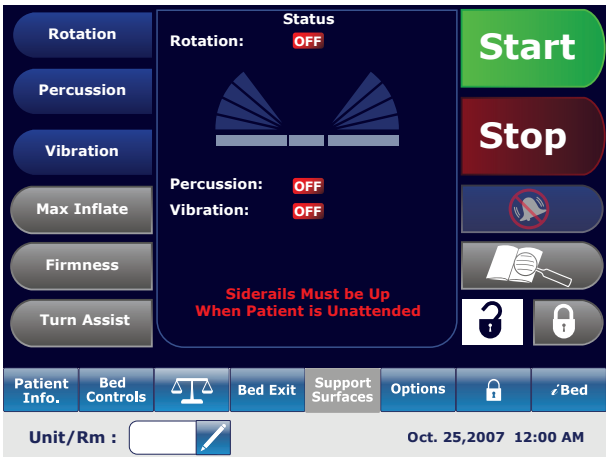 Rotation
Percussion
Vibration
Max Inflate
Firmness
Turn Assist
Status
Rotation: OFF
Percussion: OFF
Vibration: OFF
Siderails Must be Up
When Patient is Unattended
Start
Stop
Patient
Info.
Bed
Controls
Bed Exit
Support
Surfaces
Options
iBed
Unit/Rm :
Oct. 25,2007 12:00 AM